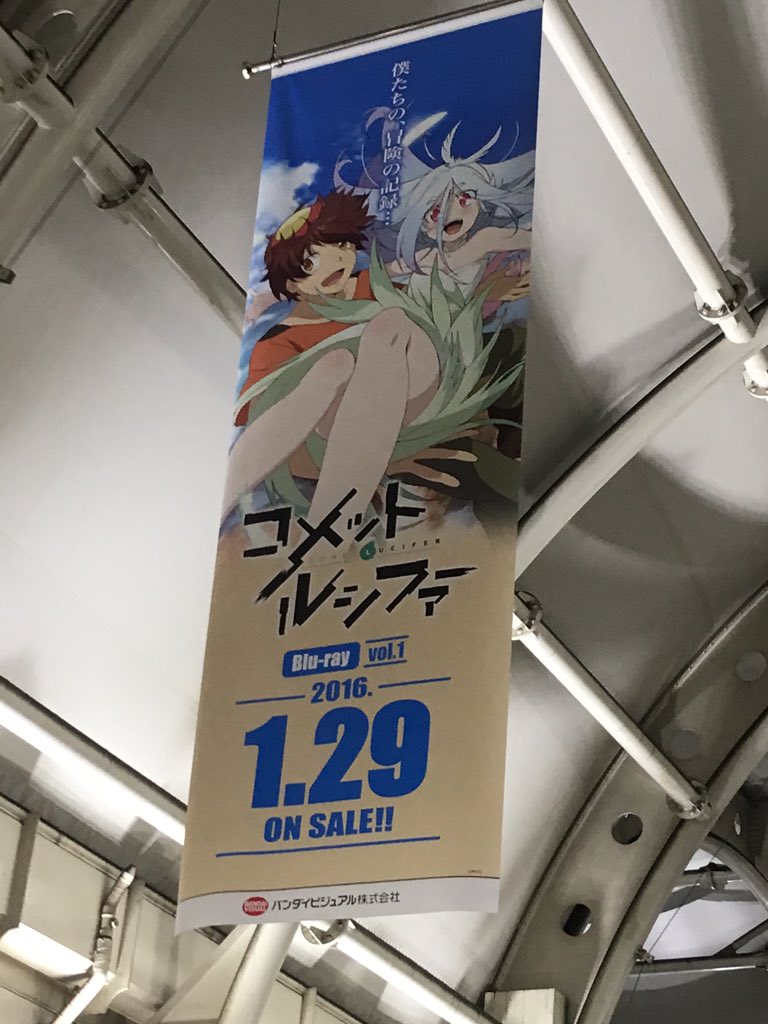 僕たちの、冒険の記録…
コメット
COMET LUCIFER
ルシファー
Blu-ray vol.1
2016.
1.29
ON SALE!!
BANDAI VISUAL バンダイビジュアル株式会社